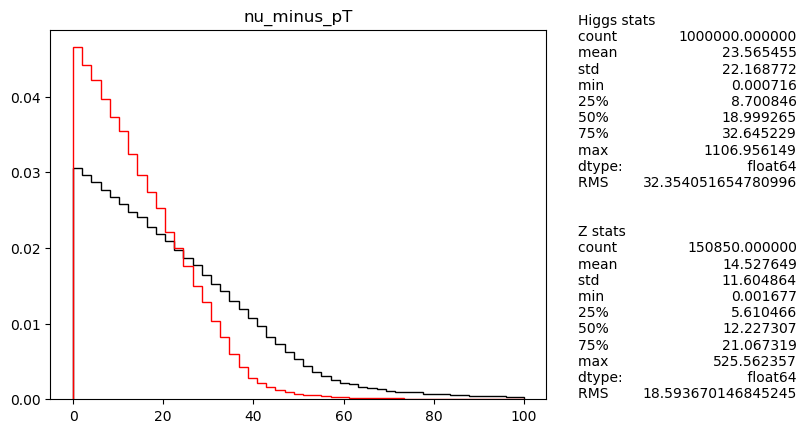 nu_minus_pT
0.04
0.03
0.02
0.01
0.00
0 20 40 60 80 100
Higgs stats
count 1000000.000000
mean 23.565455
std 22.168772
min 0.000716
25% 8.700846
50% 18.999265
75% 32.645229
max 1106.956149
dtype: float64
RMS 32.354051654780996
Z stats
count 150850.000000
mean 14.527649
std 11.604864
min 0.001677
25% 5.610466
50% 12.227307
75% 21.067319
max 525.562357
dtype: float64
RMS 18.593670146845245